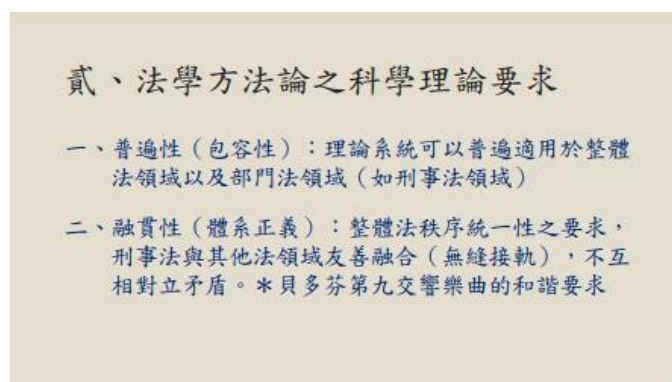 貳、法學方法論之科學理論要求
一、普遍性（包容性）：理論系統可以普遍適用於整體
法領域以及部門法領域（如刑事法領域）
二、融貫性（體系正義）：整體法秩序統一性之要求，
刑事法與其他法領域友善融合（無縫接軌），不互
相對立矛盾。＊貝多芬第九交響樂曲的和諧要求